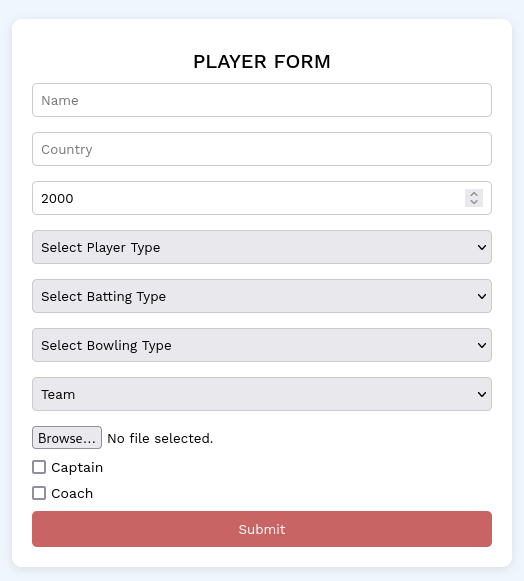 PLAYER FORM
Name
Country
2000
Select Player Type
Select Batting Type
Select Bowling Type
Team
Browse... No file selected.
Captain
Coach
Submit